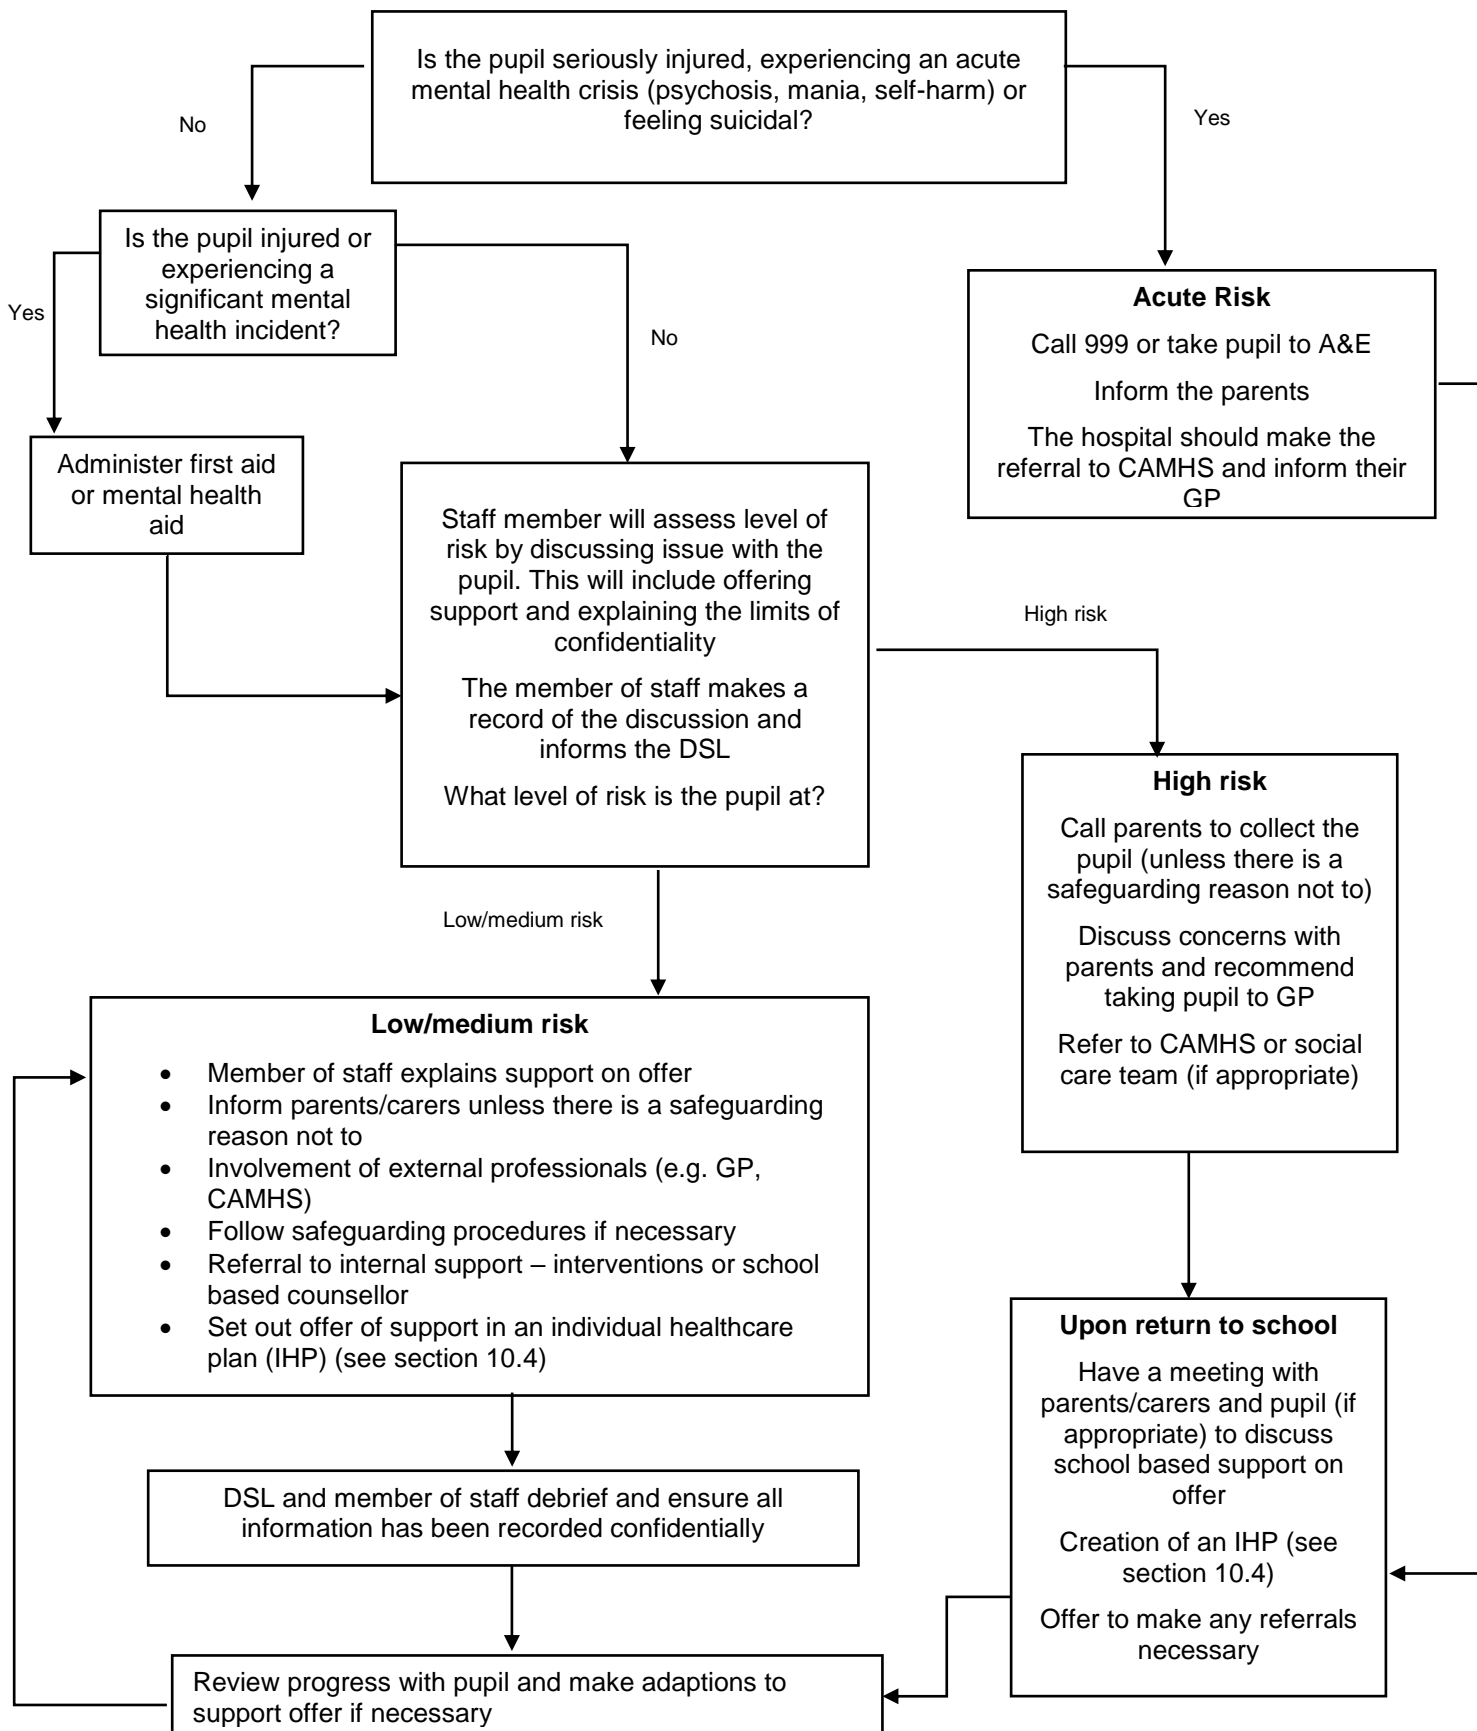 Is the pupil seriously injured, experiencing an acute
mental health crisis (psychosis, mania, self-harm) or
feeling suicidal?
No
Yes
Is the pupil injured or
experiencing a
significant mental
health incident?
Yes
No
Acute Risk
Call 999 or take pupil to A&E
Inform the parents
The hospital should make the
referral to CAMHS and inform their
GP
Administer first aid
or mental health
aid
Staff member will assess level of
risk by discussing issue with the
pupil. This will include offering
support and explaining the limits of
confidentiality
The member of staff makes a
record of the discussion and
informs the DSL
What level of risk is the pupil at?
High risk
High risk
Call parents to collect the
pupil (unless there is a
safeguarding reason not to)
Discuss concerns with
parents and recommend
taking pupil to GP
Refer to CAMHS or social
care team (if appropriate)
Low/medium risk
Low/medium risk
• Member of staff explains support on offer
• Inform parents/carers unless there is a safeguarding
reason not to
• Involvement of external professionals (e.g. GP,
CAMHS)
• Follow safeguarding procedures if necessary
• Referral to internal support – interventions or school
based counsellor
• Set out offer of support in an individual healthcare
plan (IHP) (see section 10.4)
Upon return to school
Have a meeting with
parents/carers and pupil (if
appropriate) to discuss
school based support on
offer
Creation of an IHP (see
section 10.4)
Offer to make any referrals
necessary
DSL and member of staff debrief and ensure all
information has been recorded confidentially
Review progress with pupil and make adaptions to
support offer if necessary